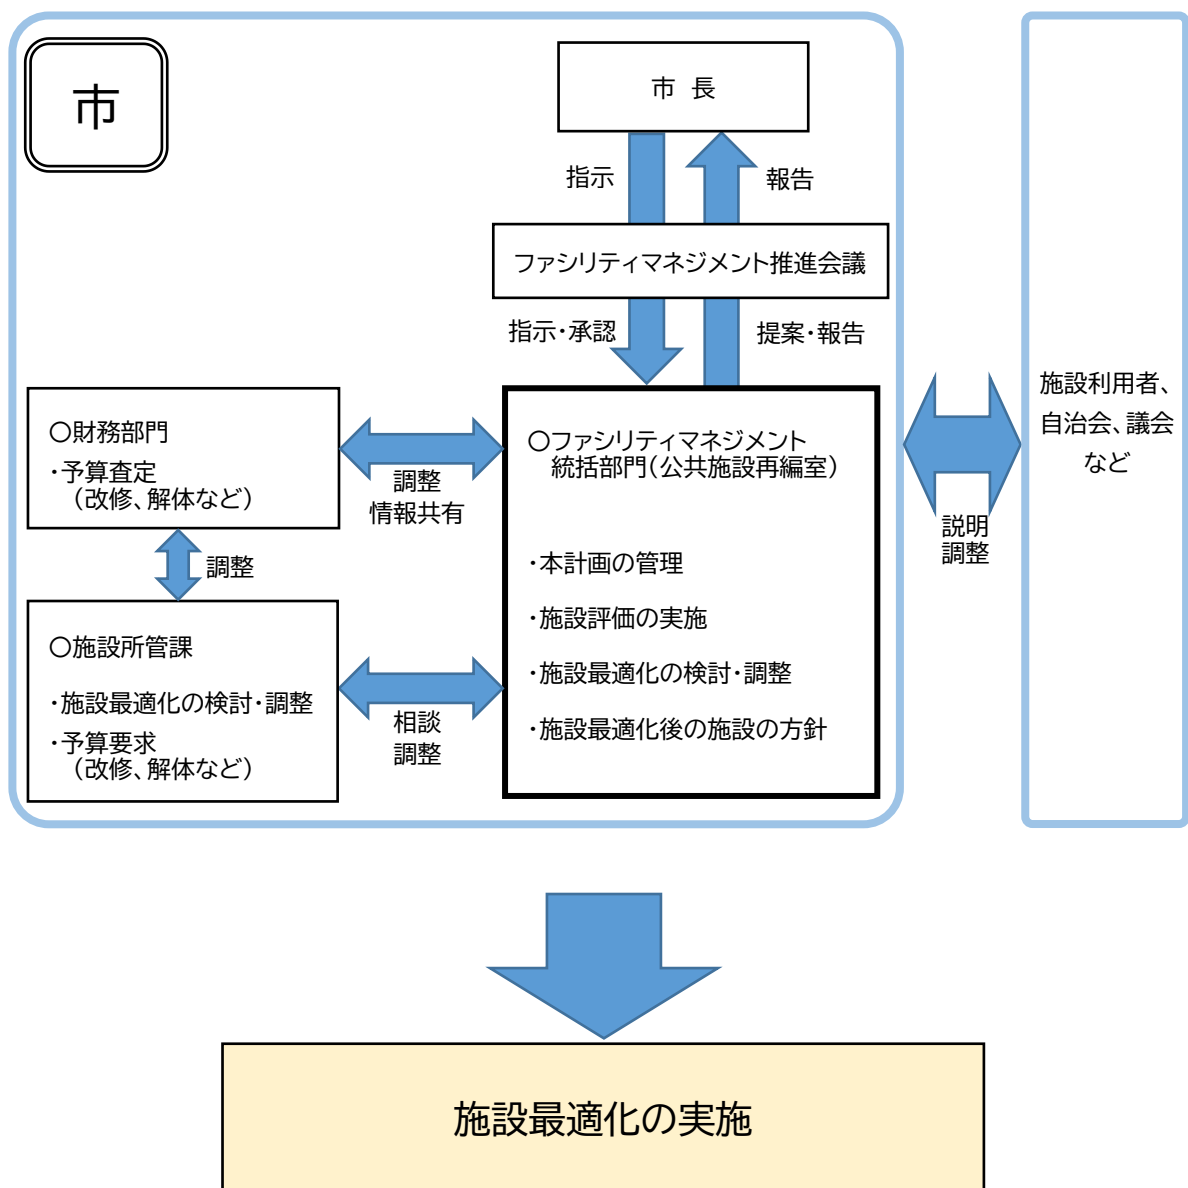 市
市 長
指示
報告
ファシリティマネジメント推進会議
指示・承認
提案・報告
〇財務部門
・予算査定
（改修、解体など）
調整
情報共有
〇ファシリティマネジメント
統括部門（公共施設再編室）
・本計画の管理
・施設評価の実施
・施設最適化の検討・調整
・施設最適化後の施設の方針
調整
〇施設所管課
・施設最適化の検討・調整
・予算要求
（改修、解体など）
相談
調整
説明
調整
施設利用者、
自治会、議会
など
施設最適化の実施